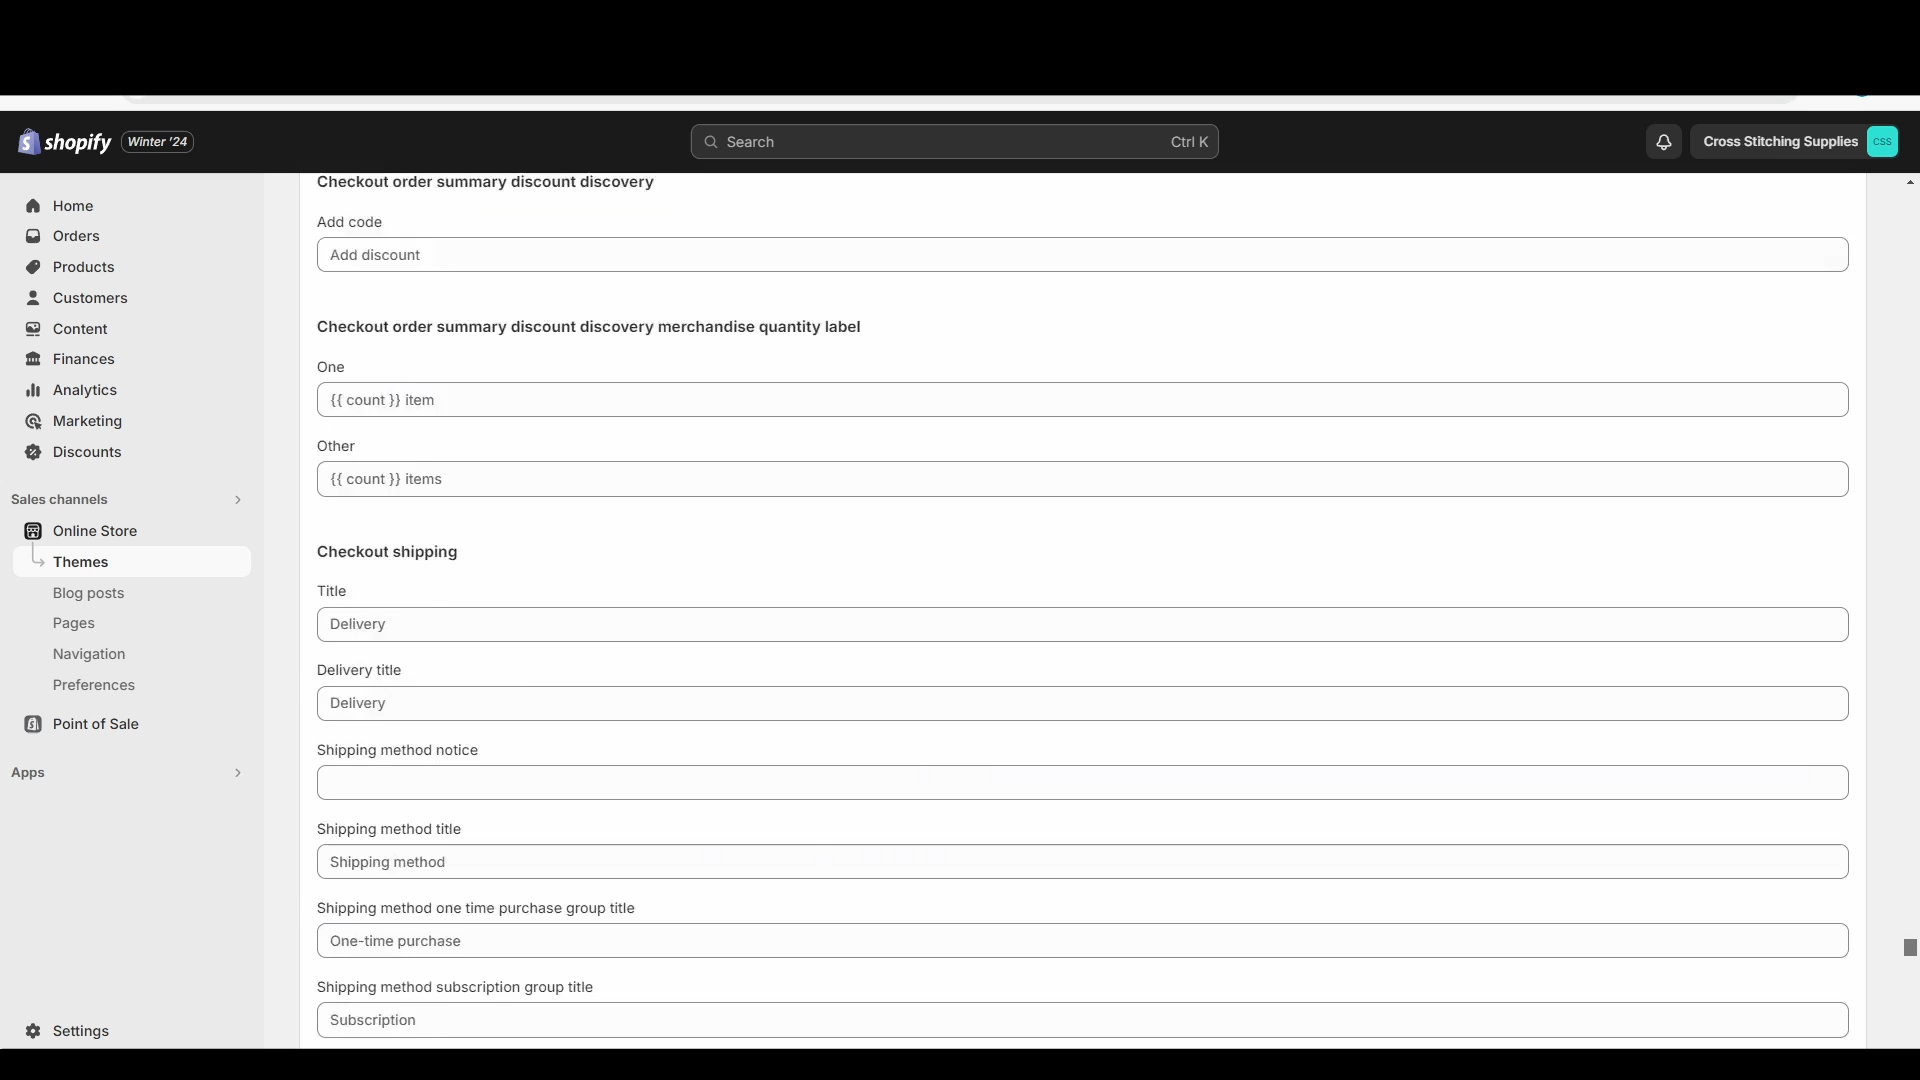 shopify
Winter '24
Search
Ctrl K
Cross Stitching Supplies
CSS
Home
Orders
Products
Customers
Content
Finances
Analytics
Marketing
Discounts
Sales channels
Online Store
Themes
Blog posts
Pages
Navigation
Preferences
Point of Sale
Apps
Settings
Checkout order summary discount discovery
Add code
Add discount
Checkout order summary discount discovery merchandise quantity label
One
{{ count }} item
Other
{{ count }} items
Checkout shipping
Title
Delivery
Delivery title
Delivery
Shipping method notice
Shipping method title
Shipping method
Shipping method one time purchase group title
One-time purchase
Shipping method subscription group title
Subscription